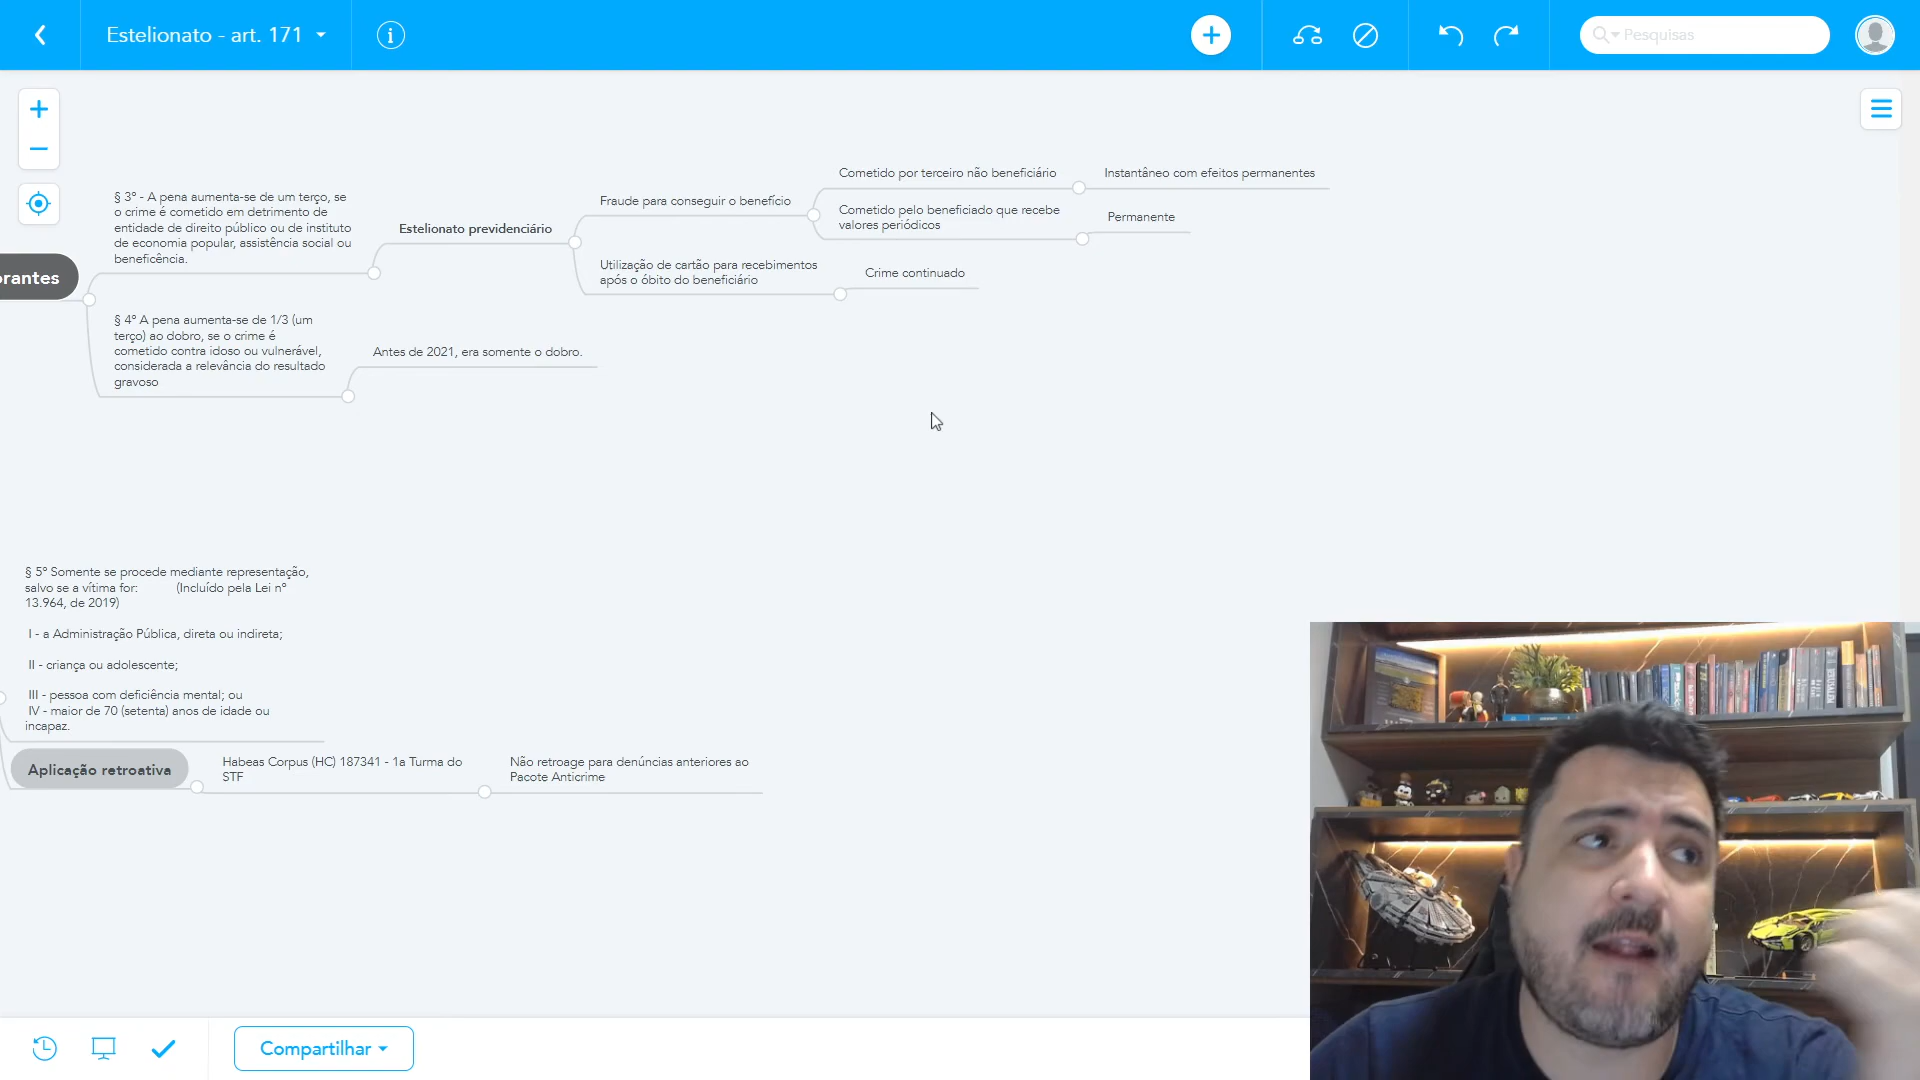 Estelionato - art. 171
Pesquisas
Cometido por terceiro não beneficiário
Instantâneo com efeitos permanentes
§ 3º - A pena aumenta-se de um terço, se
o crime é cometido em detrimento de
entidade de direito público ou de instituto
de economia popular, assistência social ou
beneficência.
Estelionato previdenciário
Fraude para conseguir o benefício
Cometido pelo beneficiado que recebe
valores periódicos
Permanente
Utilização de cartão para recebimentos
após o óbito do beneficiário
Crime continuado
rantes
§ 4º A pena aumenta-se de 1/3 (um
terço) ao dobro, se o crime é
cometido contra idoso ou vulnerável,
considerada a relevância do resultado
gravoso
Antes de 2021, era somente o dobro.
§ 5º Somente se procede mediante representação,
salvo se a vítima for: (Incluído pela Lei nº
13.964, de 2019)
I - a Administração Pública, direta ou indireta;
II - criança ou adolescente;
III - pessoa com deficiência mental; ou
IV - maior de 70 (setenta) anos de idade ou
incapaz.
Aplicação retroativa
Habeas Corpus (HC) 187341 - 1a Turma do
STF
Não retroage para denúncias anteriores ao
Pacote Anticrime
Compartilhar